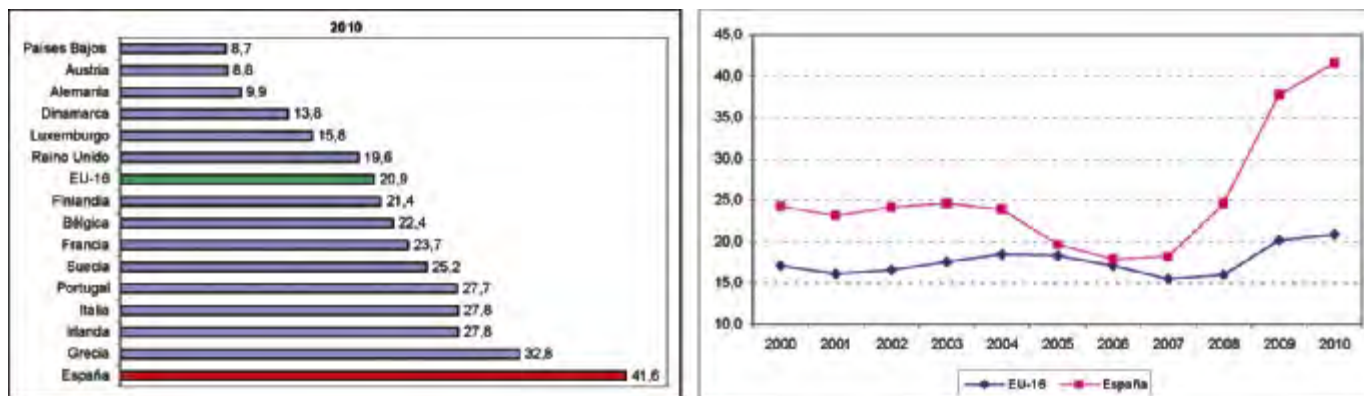 2010
Países Bajos 8,7
Austria 8,8
Alemania 9,9
Dinamarca 13,8
Luxemburgo 15,8
Reino Unido 19,6
EU-16 20,9
Finlandia 21,4
Bélgica 22,4
Francia 23,7
Suecia 25,2
Portugal 27,7
Italia 27,8
Irlanda 27,8
Grecia 32,8
España 41,6
45,0
40,0
35,0
30,0
25,0
20,0
15,0
10,0
2000 2001 2002 2003 2004 2005 2006 2007 2008 2009 2010
EU-16 España